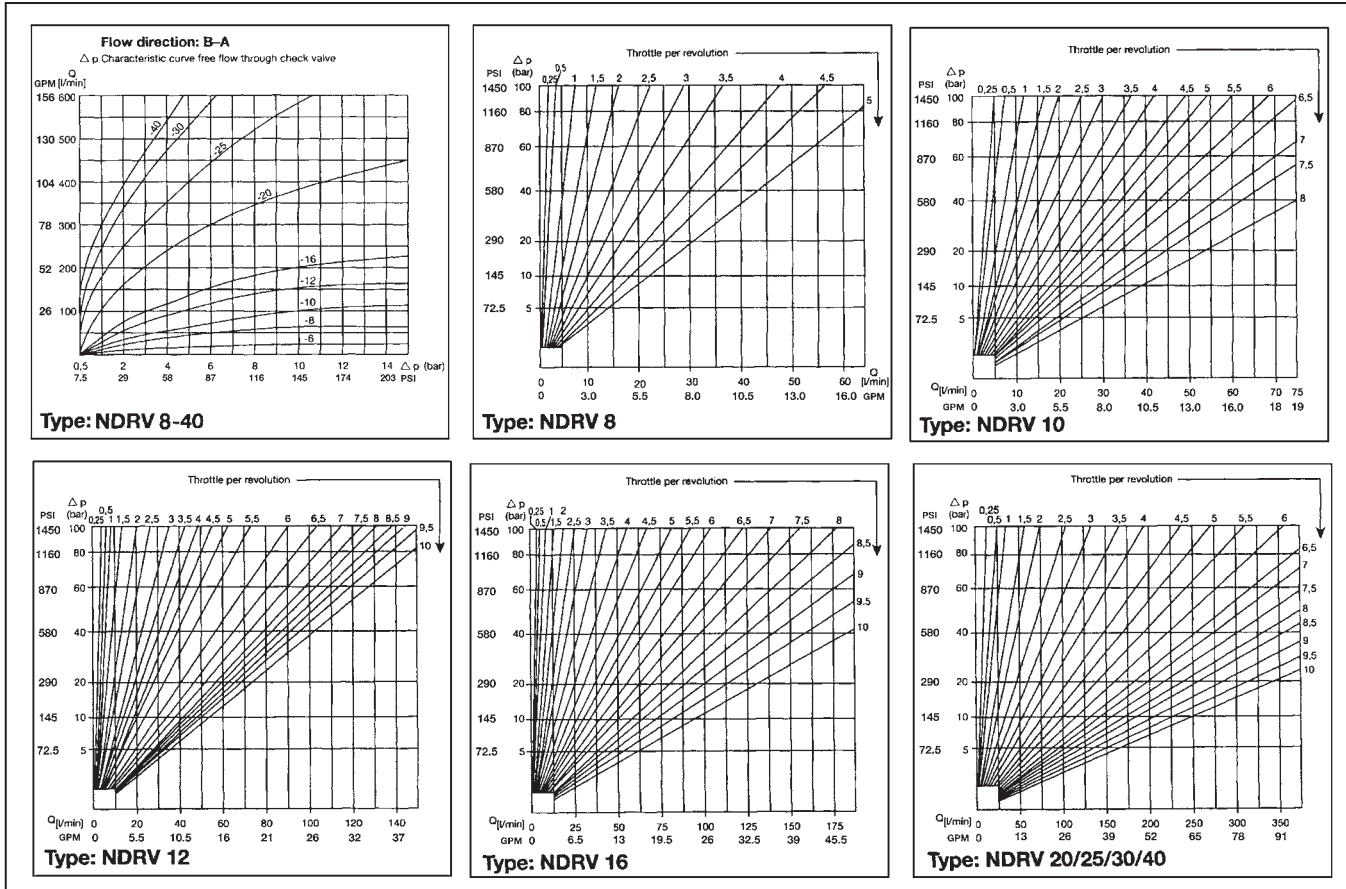 Flow direction: B–A
△ p Characteristic curve free flow through check valve
Q
GPM [l/min]
156 600
130 500
104 400
78 300
52 200
26 100
-40
-30
-25
-20
-16
-12
-10
-8
-6
0,5 2 4 6 8 10 12 14 △ p (bar)
7.5 29 58 87 116 145 174 203 PSI
Type: NDRV 8-40
Throttle per revolution
△ p
PSI (bar)
0,25 0,5 1 1,5 2 2,5 3 3,5 4 4,5
5
1450 100
1160 80
870 60
580 40
290 20
145 10
72.5 5
Q
0 10 20 30 40 50 60 [l/min]
0 3.0 5.5 8.0 10.5 13.0 16.0 GPM
Type: NDRV 8
Throttle per revolution
△ p
PSI (bar)
0,25 0,5 1 1,5 2 2,5 3 3,5 4 4,5 5 5,5 6
6,5
7
7,5
8
1450 100
1160 80
870 60
580 40
290 20
145 10
72.5 5
Q[l/min] 0 10 20 30 40 50 60 70 75
GPM 0 3.0 5.5 8.0 10.5 13.0 16.0 18 19
Type: NDRV 10
Throttle per revolution
△ p
PSI (bar)
0,25 0,5 1 1,5 2 2,5 3 3,5 4 4,5 5 5,5 6 6,5 7 7,5 8 8,5 9
9,5
10
1450 100
1160 80
870 60
580 40
290 20
145 10
72.5 5
Q[l/min] 0 20 40 60 80 100 120 140
GPM 0 5.5 10.5 16 21 26 32 37
Type: NDRV 12
Throttle per revolution
△ p
PSI (bar)
0,25 1 2
0,5 1,5 2,5 3 3,5 4 4,5 5 5,5 6 6,5 7 7,5 8
8,5
9
9,5
10
1450 100
1160 80
870 60
580 40
290 20
145 10
72.5 5
Q[l/min] 0 25 50 75 100 125 150 175
GPM 0 6.5 13 19.5 26 32.5 39 45.5
Type: NDRV 16
Throttle per revolution
△ p
PSI (bar)
0,25
0,5 1 1,5 2 2,5 3 3,5 4 4,5 5 5,5 6
6,5
7
7,5
8
8,5
9
9,5
10
1450 100
1160 80
870 60
580 40
290 20
145 10
72.5 5
Q[l/min] 0 50 100 150 200 250 300 350
GPM 0 13 26 39 52 65 78 91
Type: NDRV 20/25/30/40